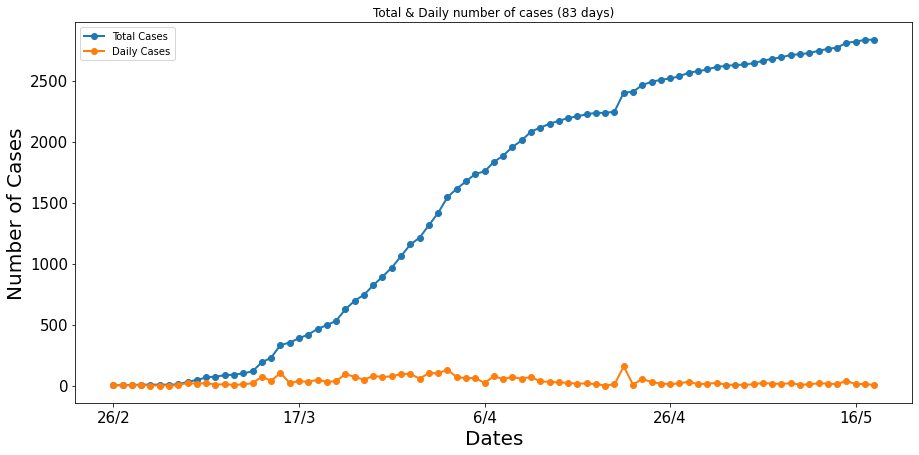 Total & Daily number of cases (83 days)
Total Cases
Daily Cases
Number of Cases
2500
2000
1500
1000
500
0
26/2 17/3 6/4 26/4 16/5
Dates